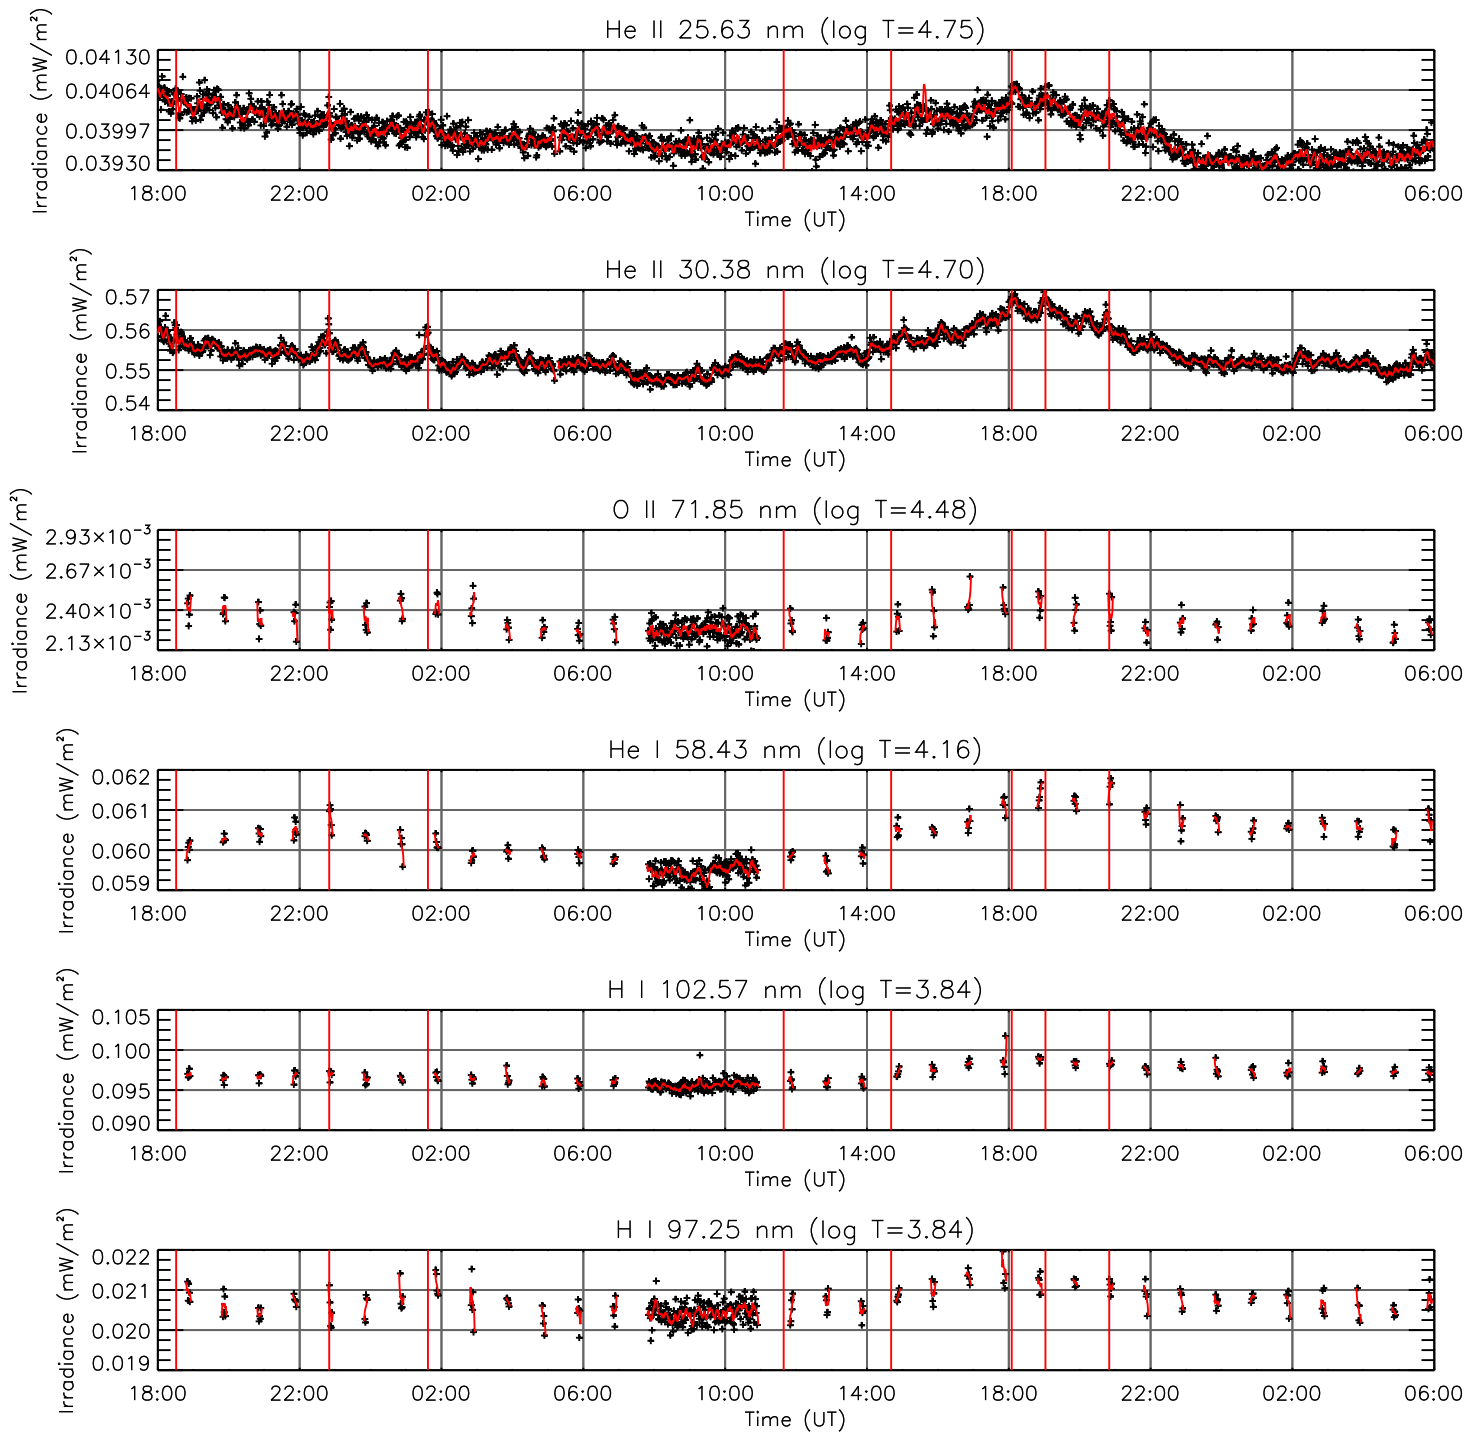 He II 25.63 nm (log T=4.75)
Irradiance (mW/m²)
0.04130
0.04064
0.03997
0.03930
18:00 22:00 02:00 06:00 10:00 14:00 18:00 22:00 02:00 06:00
Time (UT)
He II 30.38 nm (log T=4.70)
Irradiance (mW/m²)
0.57
0.56
0.55
0.54
18:00 22:00 02:00 06:00 10:00 14:00 18:00 22:00 02:00 06:00
Time (UT)
O II 71.85 nm (log T=4.48)
Irradiance (mW/m²)
2.93×10⁻³
2.67×10⁻³
2.40×10⁻³
2.13×10⁻³
18:00 22:00 02:00 06:00 10:00 14:00 18:00 22:00 02:00 06:00
Time (UT)
He I 58.43 nm (log T=4.16)
Irradiance (mW/m²)
0.062
0.061
0.060
0.059
18:00 22:00 02:00 06:00 10:00 14:00 18:00 22:00 02:00 06:00
Time (UT)
H I 102.57 nm (log T=3.84)
Irradiance (mW/m²)
0.105
0.100
0.095
0.090
18:00 22:00 02:00 06:00 10:00 14:00 18:00 22:00 02:00 06:00
Time (UT)
H I 97.25 nm (log T=3.84)
Irradiance (mW/m²)
0.022
0.021
0.020
0.019
18:00 22:00 02:00 06:00 10:00 14:00 18:00 22:00 02:00 06:00
Time (UT)